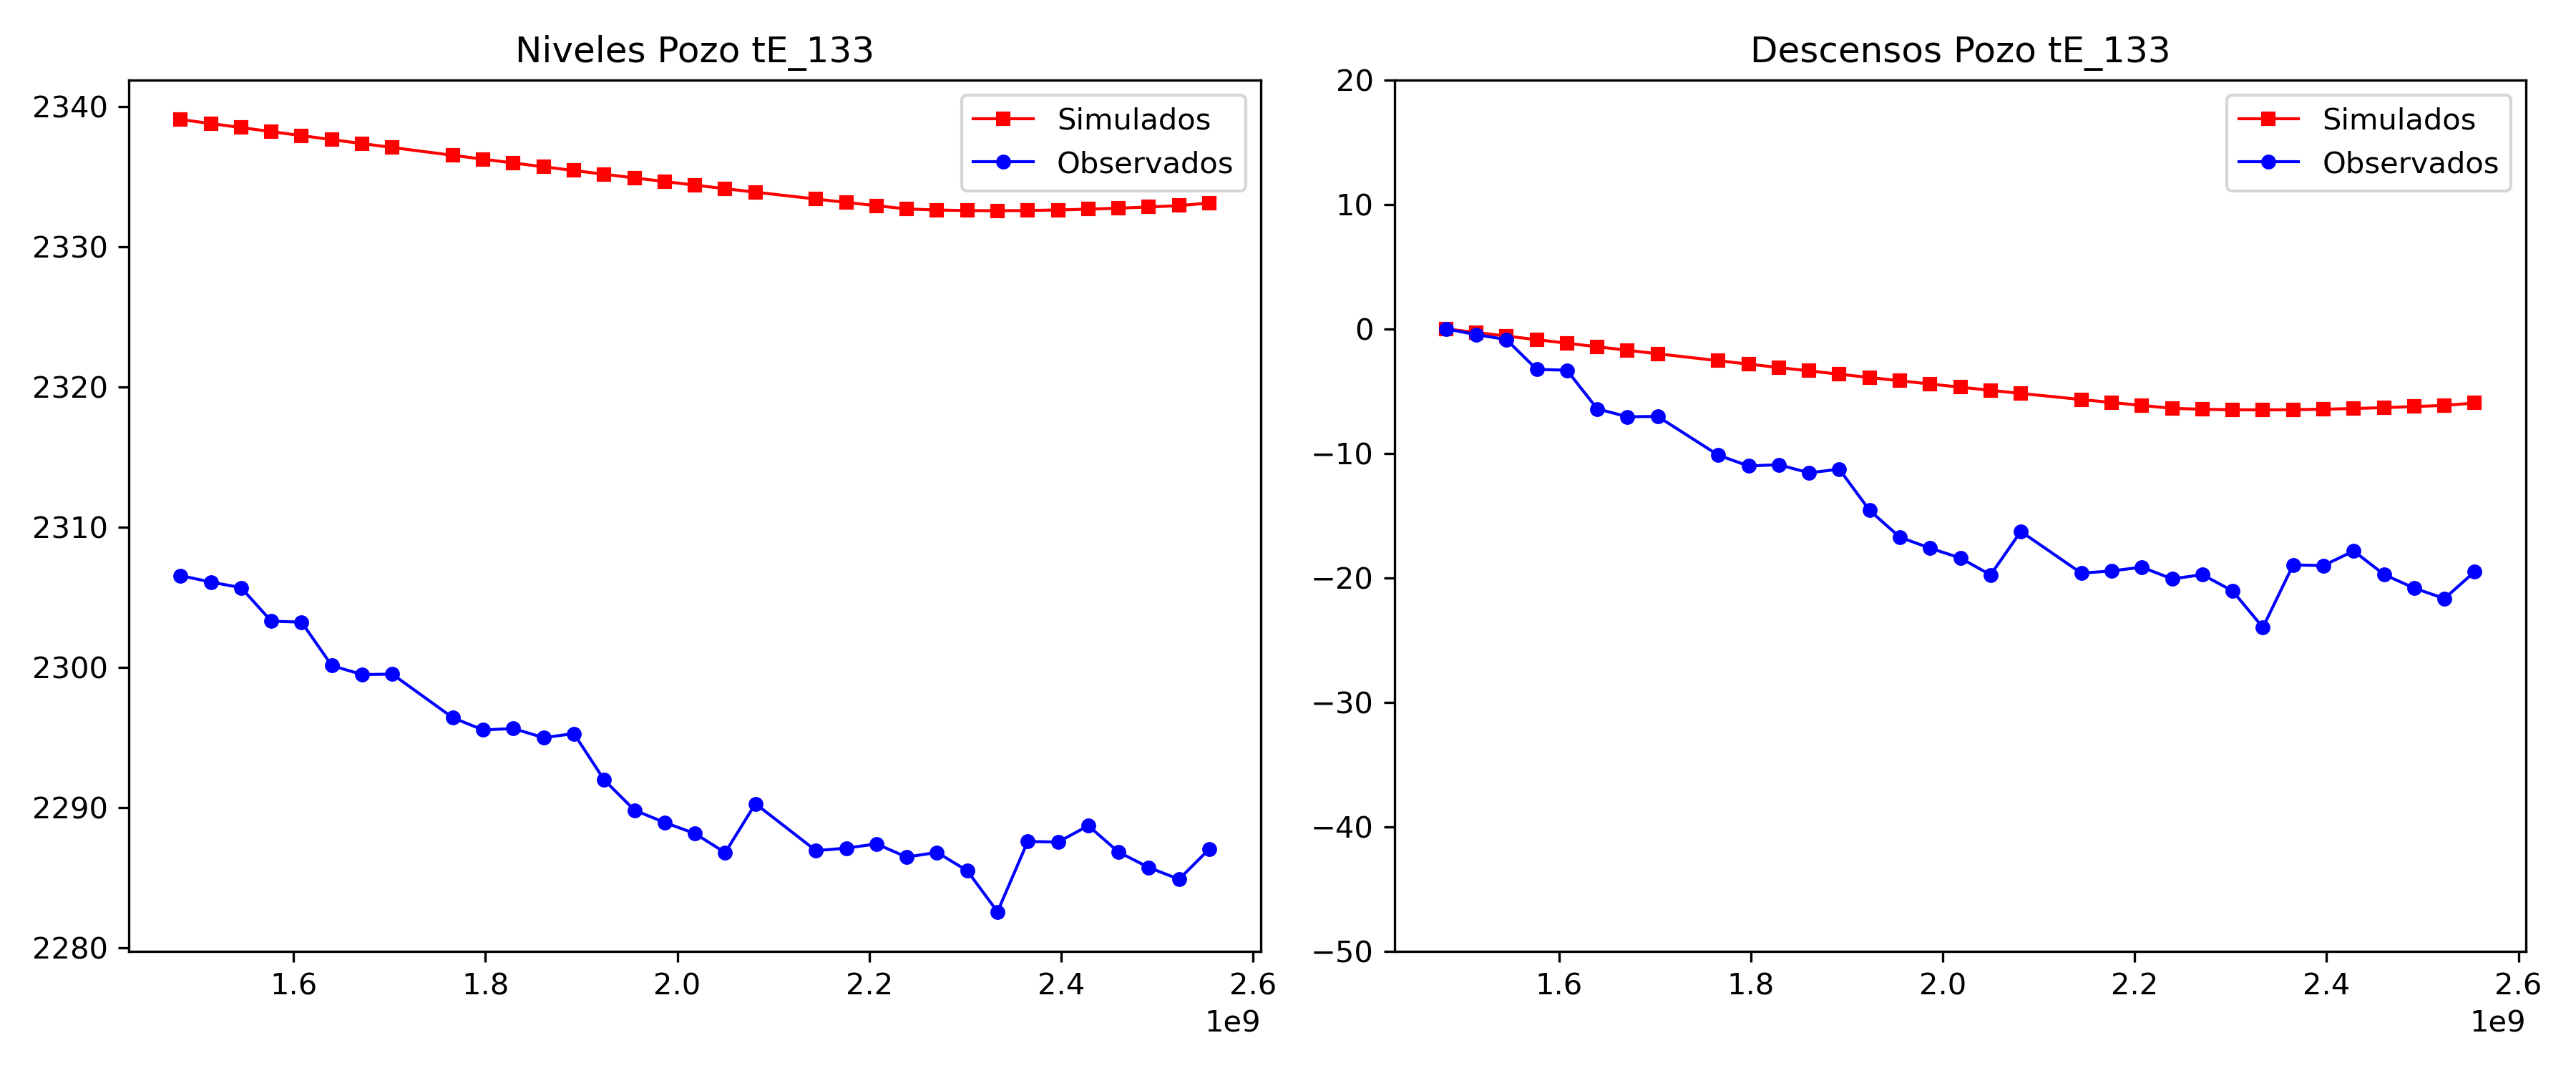 Niveles Pozo tE_133
2340
2330
2320
2310
2300
2290
2280
1.6 1.8 2.0 2.2 2.4 2.6
1e9
Simulados
Observados
Descensos Pozo tE_133
20
10
0
−10
−20
−30
−40
−50
1.6 1.8 2.0 2.2 2.4 2.6
1e9
Simulados
Observados